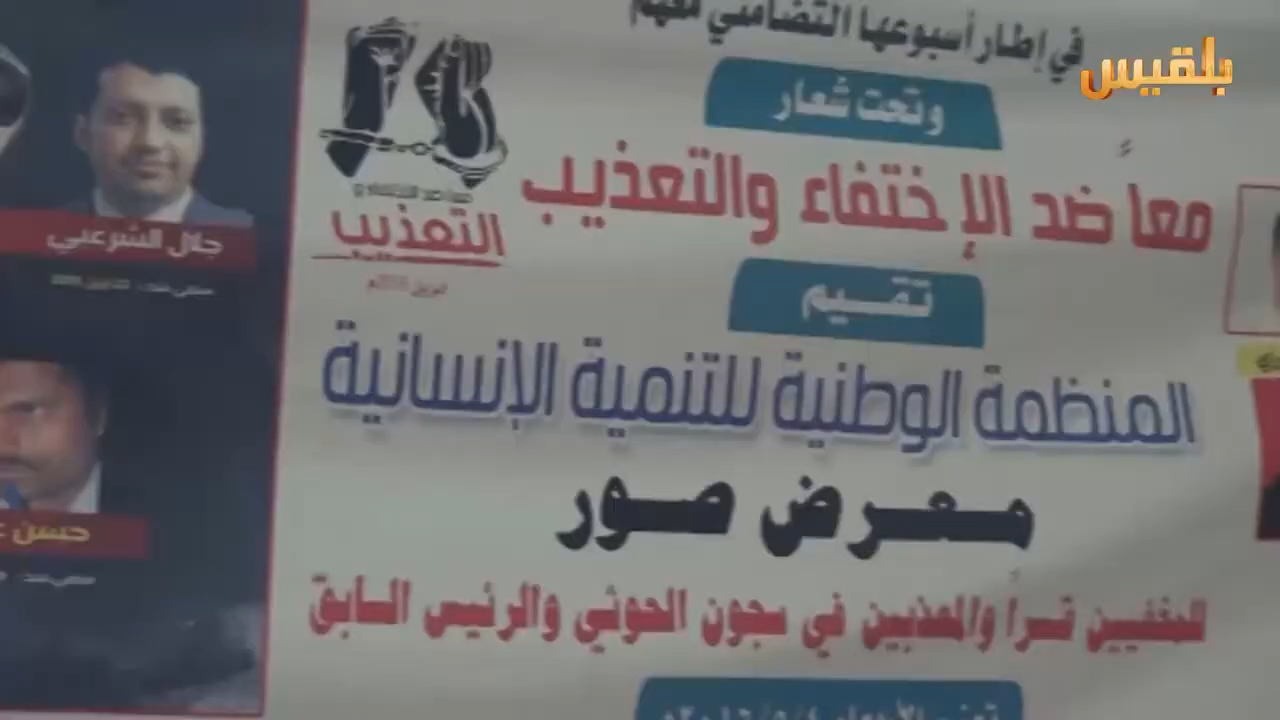 بلقيس
في إطار أسبوعها التضامني معهم
وتحت شعار
معاً ضد الإختفاء والتعذيب
تقيم
المنظمة الوطنية للتنمية الإنسانية
معرض صور
للمخفيين قسراً والمعذبين في سجون الحوثي والرئيس السابق
التعذيب
جلال الشرعبي
حسن